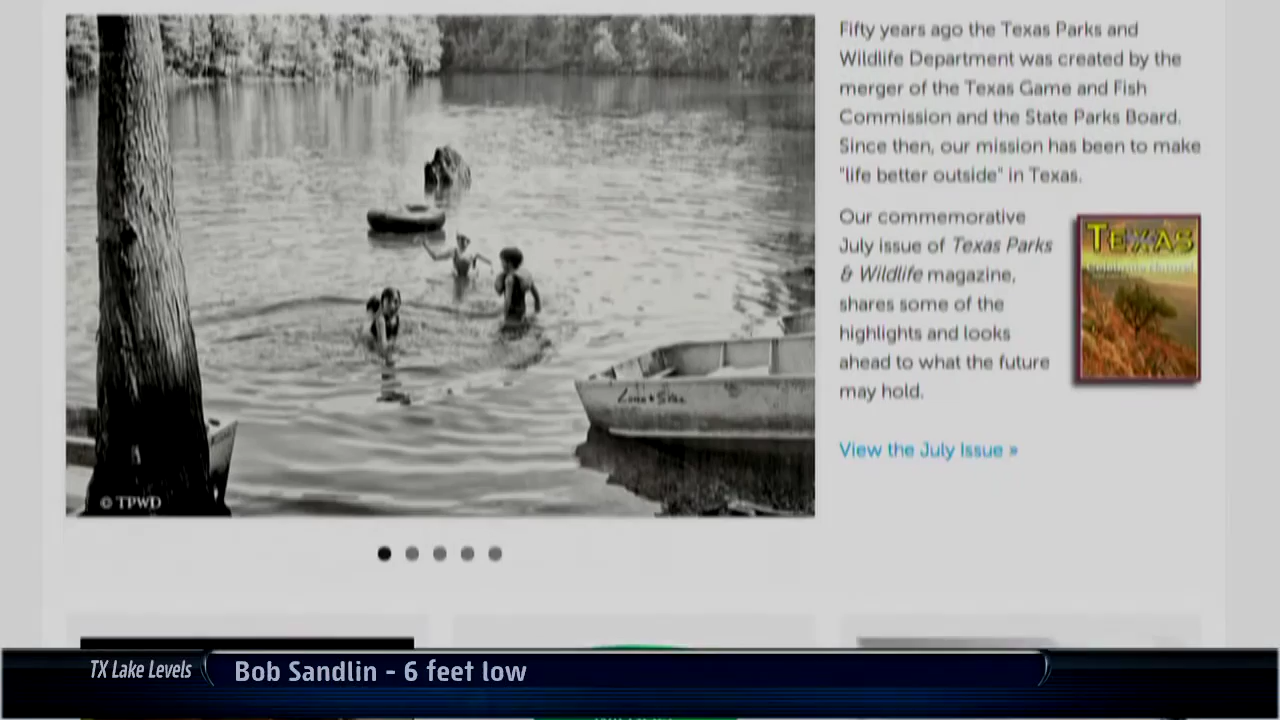 Fifty years ago the Texas Parks and
Wildlife Department was created by the
merger of the Texas Game and Fish
Commission and the State Parks Board.
Since then, our mission has been to make
"life better outside" in Texas.
Our commemorative
July issue of Texas Parks
& Wildlife magazine,
shares some of the
highlights and looks
ahead to what the future
may hold.
TEXAS
View the July Issue »
Lone Star
© TPWD
TX Lake Levels
Bob Sandlin - 6 feet low